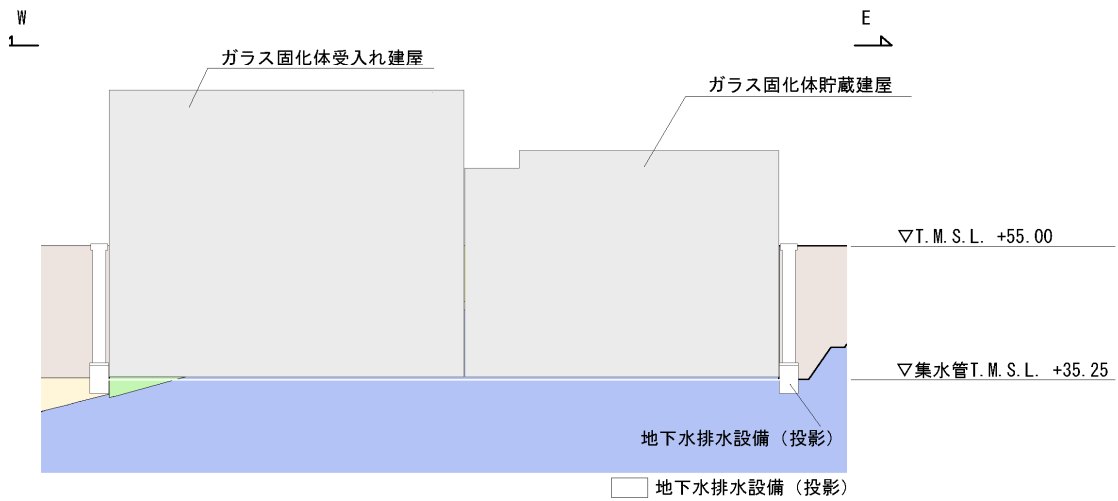 W
E
ガラス固化体受入れ建屋
ガラス固化体貯蔵建屋
▽T.M.S.L. +55.00
▽集水管T.M.S.L. +35.25
地下水排水設備（投影）
地下水排水設備（投影）